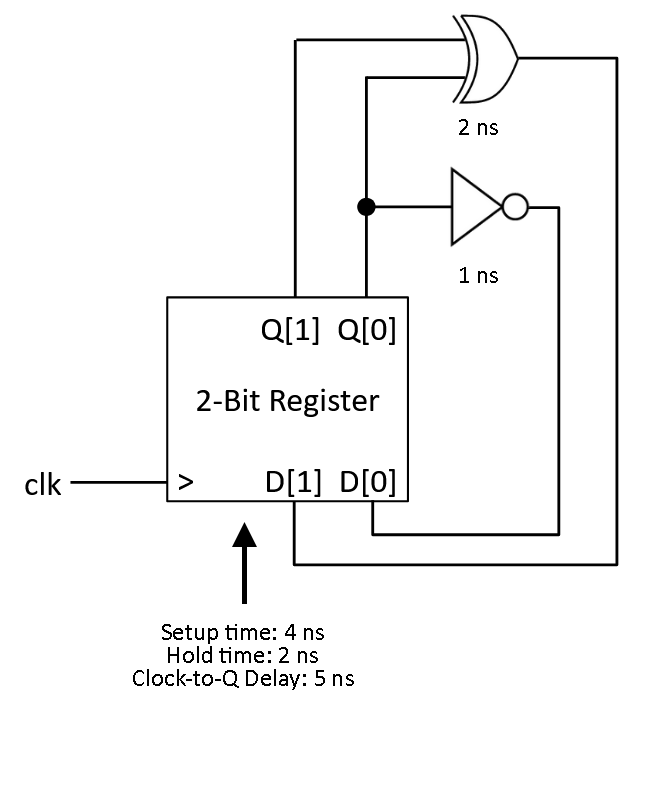 2 ns
1 ns
Q[1] Q[0]
2-Bit Register
clk
>
D[1] D[0]
Setup time: 4 ns
Hold time: 2 ns
Clock-to-Q Delay: 5 ns